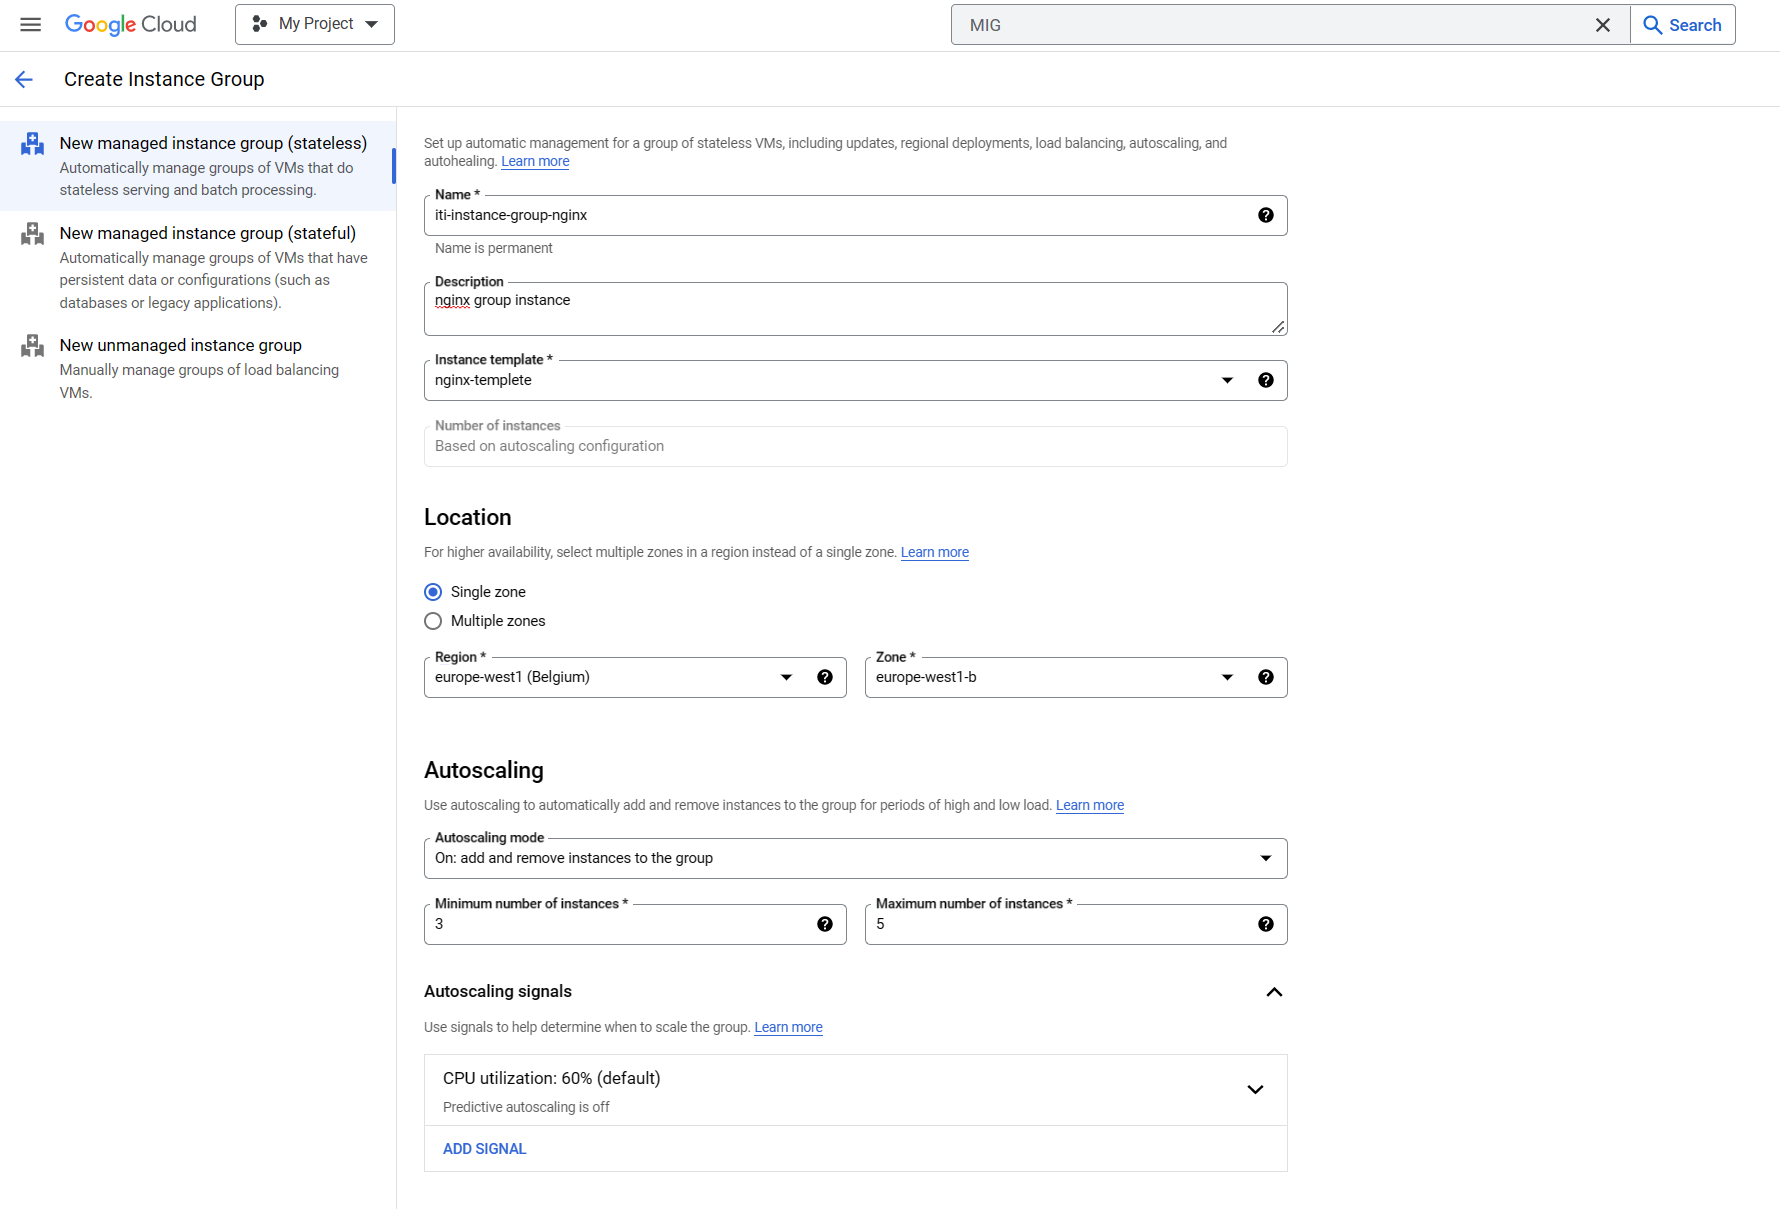 Google Cloud
My Project
MIG
Search
Create Instance Group
New managed instance group (stateless)
Automatically manage groups of VMs that do
stateless serving and batch processing.
New managed instance group (stateful)
Automatically manage groups of VMs that have
persistent data or configurations (such as
databases or legacy applications).
New unmanaged instance group
Manually manage groups of load balancing
VMs.
Set up automatic management for a group of stateless VMs, including updates, regional deployments, load balancing, autoscaling, and
autohealing. Learn more
Name *
iti-instance-group-nginx
Name is permanent
Description
nginx group instance
Instance template *
nginx-templete
Number of instances
Based on autoscaling configuration
Location
For higher availability, select multiple zones in a region instead of a single zone. Learn more
Single zone
Multiple zones
Region *
europe-west1 (Belgium)
Zone *
europe-west1-b
Autoscaling
Use autoscaling to automatically add and remove instances to the group for periods of high and low load. Learn more
Autoscaling mode
On: add and remove instances to the group
Minimum number of instances *
3
Maximum number of instances *
5
Autoscaling signals
Use signals to help determine when to scale the group. Learn more
CPU utilization: 60% (default)
Predictive autoscaling is off
ADD SIGNAL